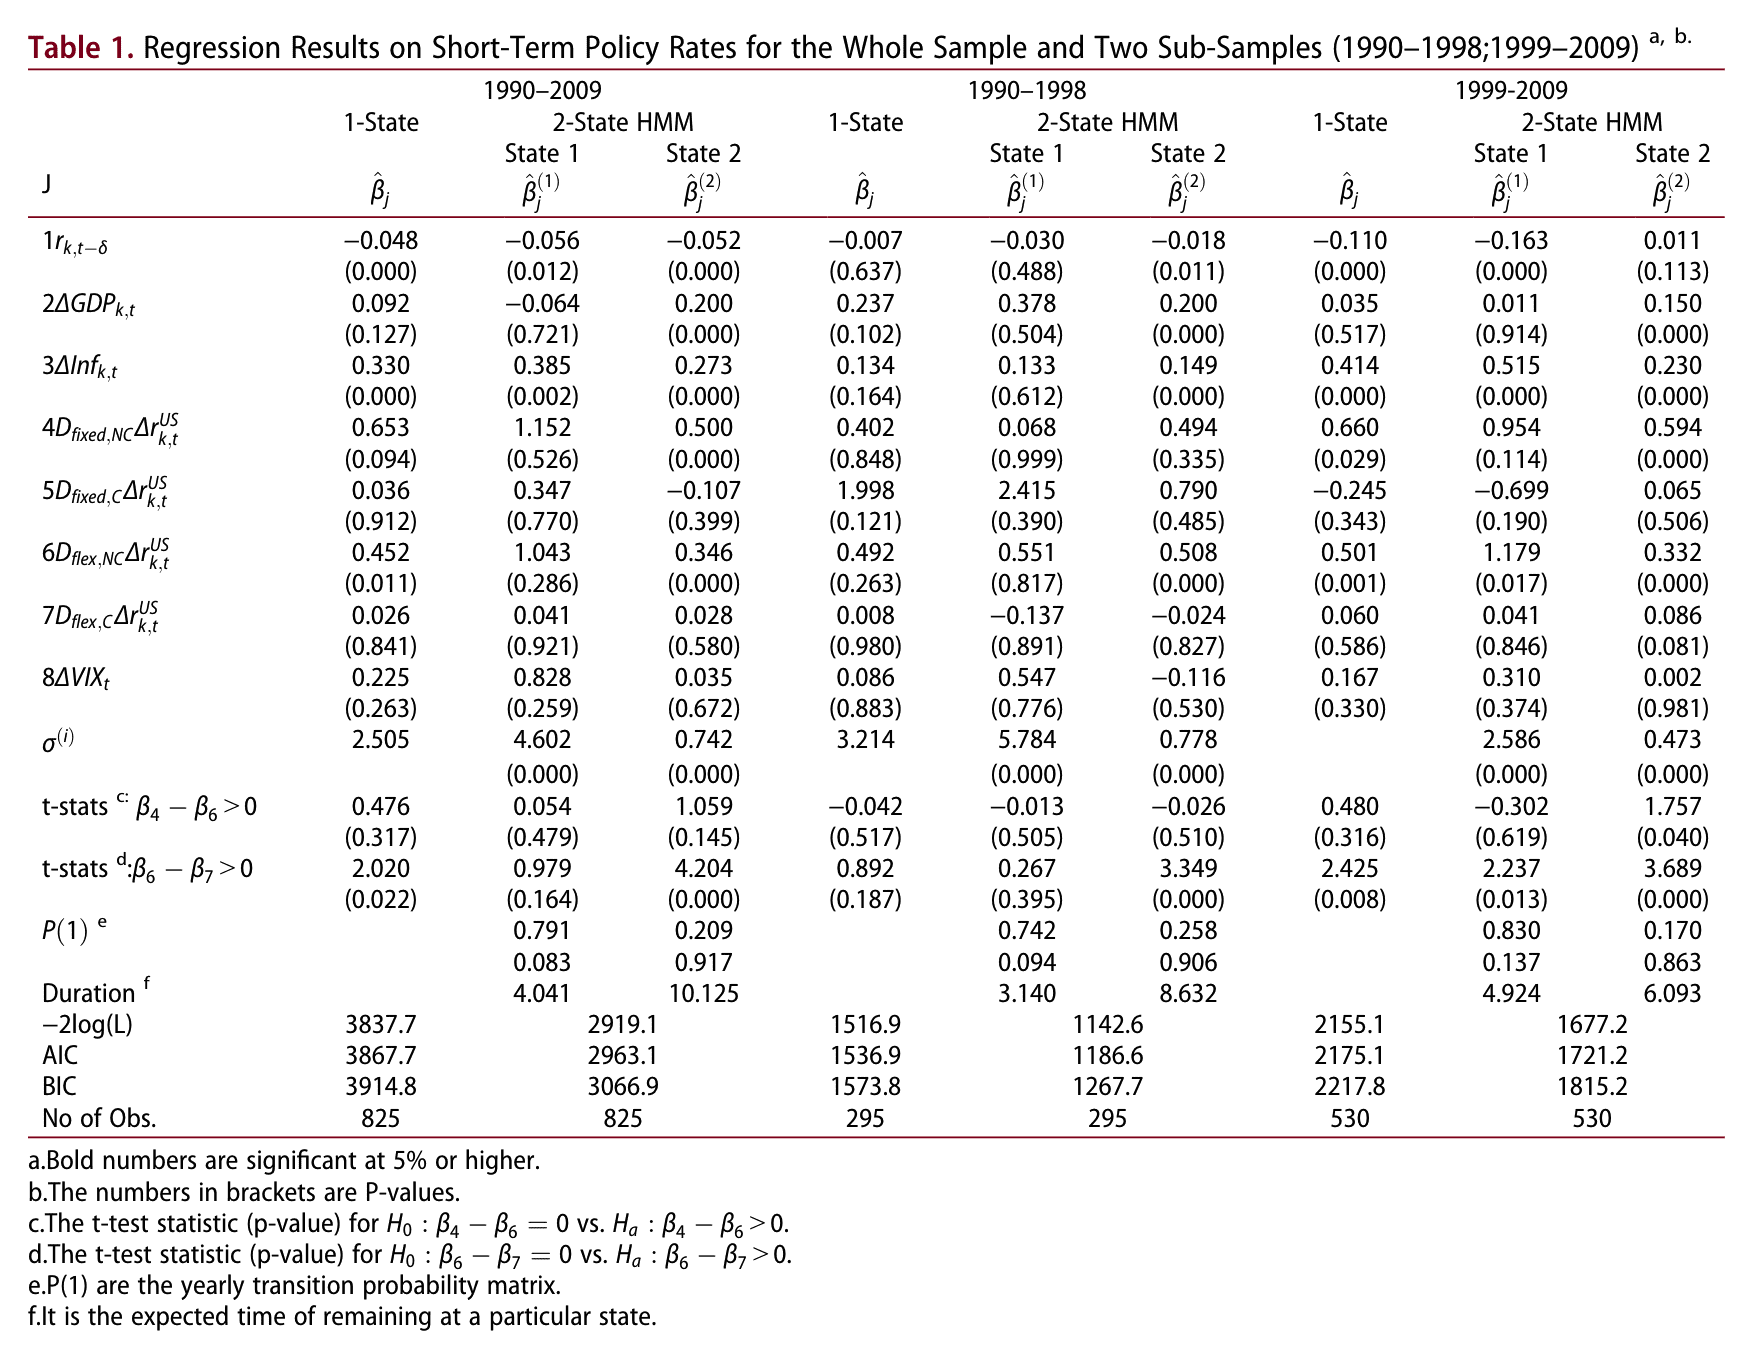 Table 1. Regression Results on Short-Term Policy Rates for the Whole Sample and Two Sub-Samples (1990–1998;1999–2009) a, b.
1990–2009 1990–1998 1999-2009
1-State 2-State HMM 1-State 2-State HMM 1-State 2-State HMM
State 1 State 2 State 1 State 2 State 1 State 2
J β̂j β̂j(1) β̂j(2) β̂j β̂j(1) β̂j(2) β̂j β̂j(1) β̂j(2)
1rk,t−δ −0.048 −0.056 −0.052 −0.007 −0.030 −0.018 −0.110 −0.163 0.011
(0.000) (0.012) (0.000) (0.637) (0.488) (0.011) (0.000) (0.000) (0.113)
2ΔGDPk,t 0.092 −0.064 0.200 0.237 0.378 0.200 0.035 0.011 0.150
(0.127) (0.721) (0.000) (0.102) (0.504) (0.000) (0.517) (0.914) (0.000)
3ΔInfk,t 0.330 0.385 0.273 0.134 0.133 0.149 0.414 0.515 0.230
(0.000) (0.002) (0.000) (0.164) (0.612) (0.000) (0.000) (0.000) (0.000)
4Dfixed,NCΔrUSk,t 0.653 1.152 0.500 0.402 0.068 0.494 0.660 0.954 0.594
(0.094) (0.526) (0.000) (0.848) (0.999) (0.335) (0.029) (0.114) (0.000)
5Dfixed,CΔrUSk,t 0.036 0.347 −0.107 1.998 2.415 0.790 −0.245 −0.699 0.065
(0.912) (0.770) (0.399) (0.121) (0.390) (0.485) (0.343) (0.190) (0.506)
6Dflex,NCΔrUSk,t 0.452 1.043 0.346 0.492 0.551 0.508 0.501 1.179 0.332
(0.011) (0.286) (0.000) (0.263) (0.817) (0.000) (0.001) (0.017) (0.000)
7Dflex,CΔrUSk,t 0.026 0.041 0.028 0.008 −0.137 −0.024 0.060 0.041 0.086
(0.841) (0.921) (0.580) (0.980) (0.891) (0.827) (0.586) (0.846) (0.081)
8ΔVIXt 0.225 0.828 0.035 0.086 0.547 −0.116 0.167 0.310 0.002
(0.263) (0.259) (0.672) (0.883) (0.776) (0.530) (0.330) (0.374) (0.981)
σ(i) 2.505 4.602 0.742 3.214 5.784 0.778 2.586 0.473
(0.000) (0.000) (0.000) (0.000) (0.000) (0.000)
t-stats c: β4 − β6 > 0 0.476 0.054 1.059 −0.042 −0.013 −0.026 0.480 −0.302 1.757
(0.317) (0.479) (0.145) (0.517) (0.505) (0.510) (0.316) (0.619) (0.040)
t-stats d:β6 − β7 > 0 2.020 0.979 4.204 0.892 0.267 3.349 2.425 2.237 3.689
(0.022) (0.164) (0.000) (0.187) (0.395) (0.000) (0.008) (0.013) (0.000)
P(1) e 0.791 0.209 0.742 0.258 0.830 0.170
0.083 0.917 0.094 0.906 0.137 0.863
Duration f 4.041 10.125 3.140 8.632 4.924 6.093
−2log(L) 3837.7 2919.1 1516.9 1142.6 2155.1 1677.2
AIC 3867.7 2963.1 1536.9 1186.6 2175.1 1721.2
BIC 3914.8 3066.9 1573.8 1267.7 2217.8 1815.2
No of Obs. 825 825 295 295 530 530
a.Bold numbers are significant at 5% or higher.
b.The numbers in brackets are P-values.
c.The t-test statistic (p-value) for H0 : β4 − β6 = 0 vs. Ha : β4 − β6 > 0.
d.The t-test statistic (p-value) for H0 : β6 − β7 = 0 vs. Ha : β6 − β7 > 0.
e.P(1) are the yearly transition probability matrix.
f.It is the expected time of remaining at a particular state.